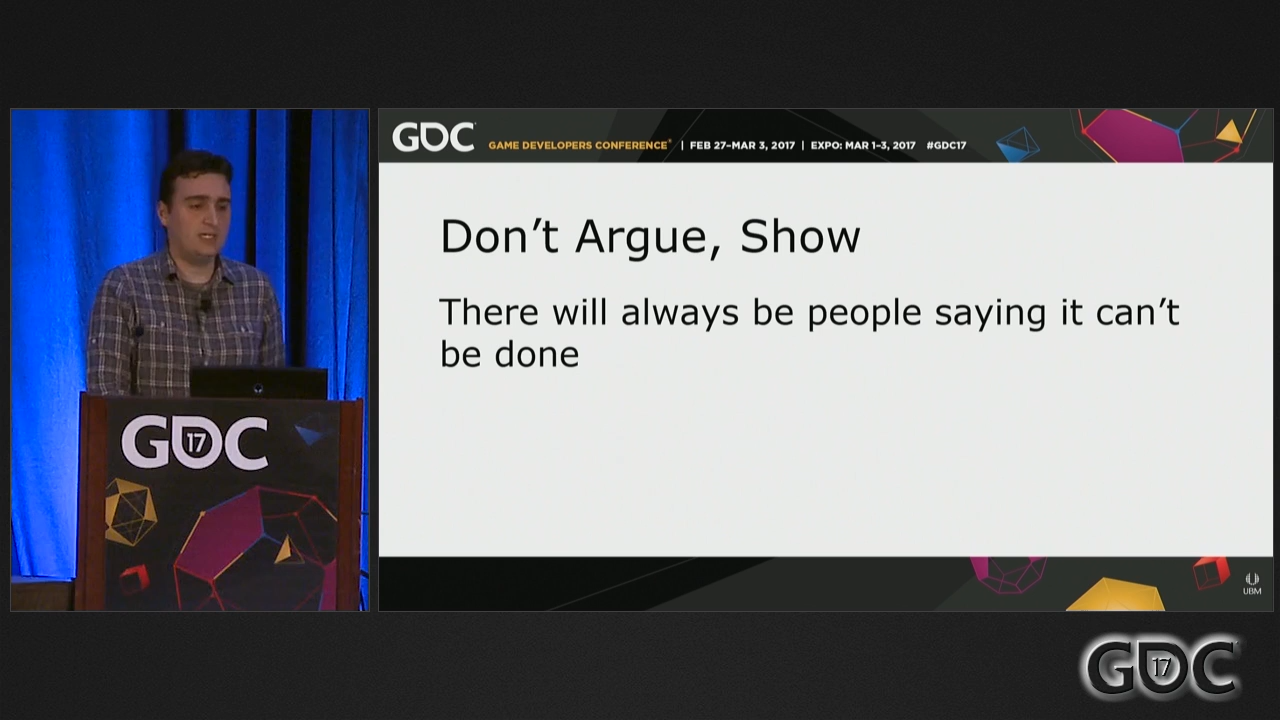 GDC
GAME DEVELOPERS CONFERENCE® | FEB 27–MAR 3, 2017 | EXPO: MAR 1–3, 2017 #GDC17
Don’t Argue, Show
There will always be people saying it can’t
be done
GDC
17
UBM
GDC
17